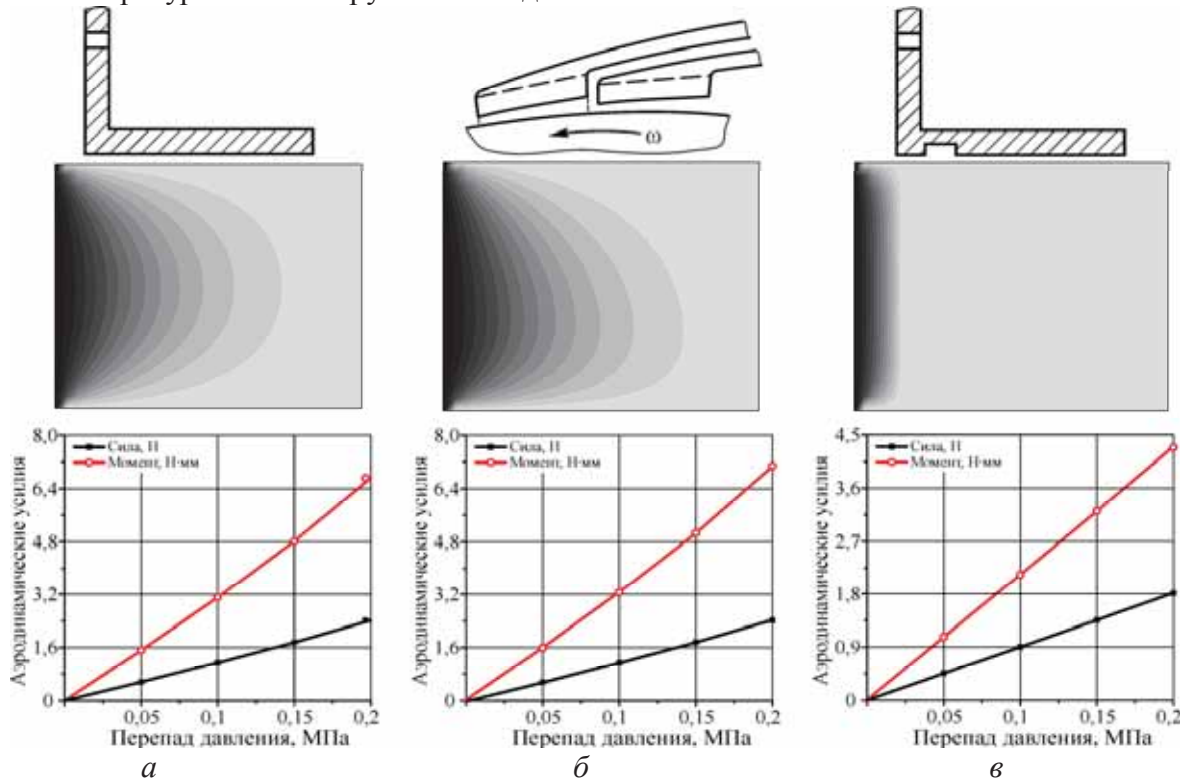 ω
8,0
6,4
4,8
3,2
1,6
0
Сила, Н
Момент, Н·мм
Аэродинамические усилия
0,05 0,1 0,15 0,2
Перепад давления, МПа
а
8,0
6,4
4,8
3,2
1,6
0
Сила, Н
Момент, Н·мм
Аэродинамические усилия
0,05 0,1 0,15 0,2
Перепад давления, МПа
б
4,5
3,6
2,7
1,8
0,9
0
Сила, Н
Момент, Н·мм
Аэродинамические усилия
0,05 0,1 0,15 0,2
Перепад давления, МПа
в